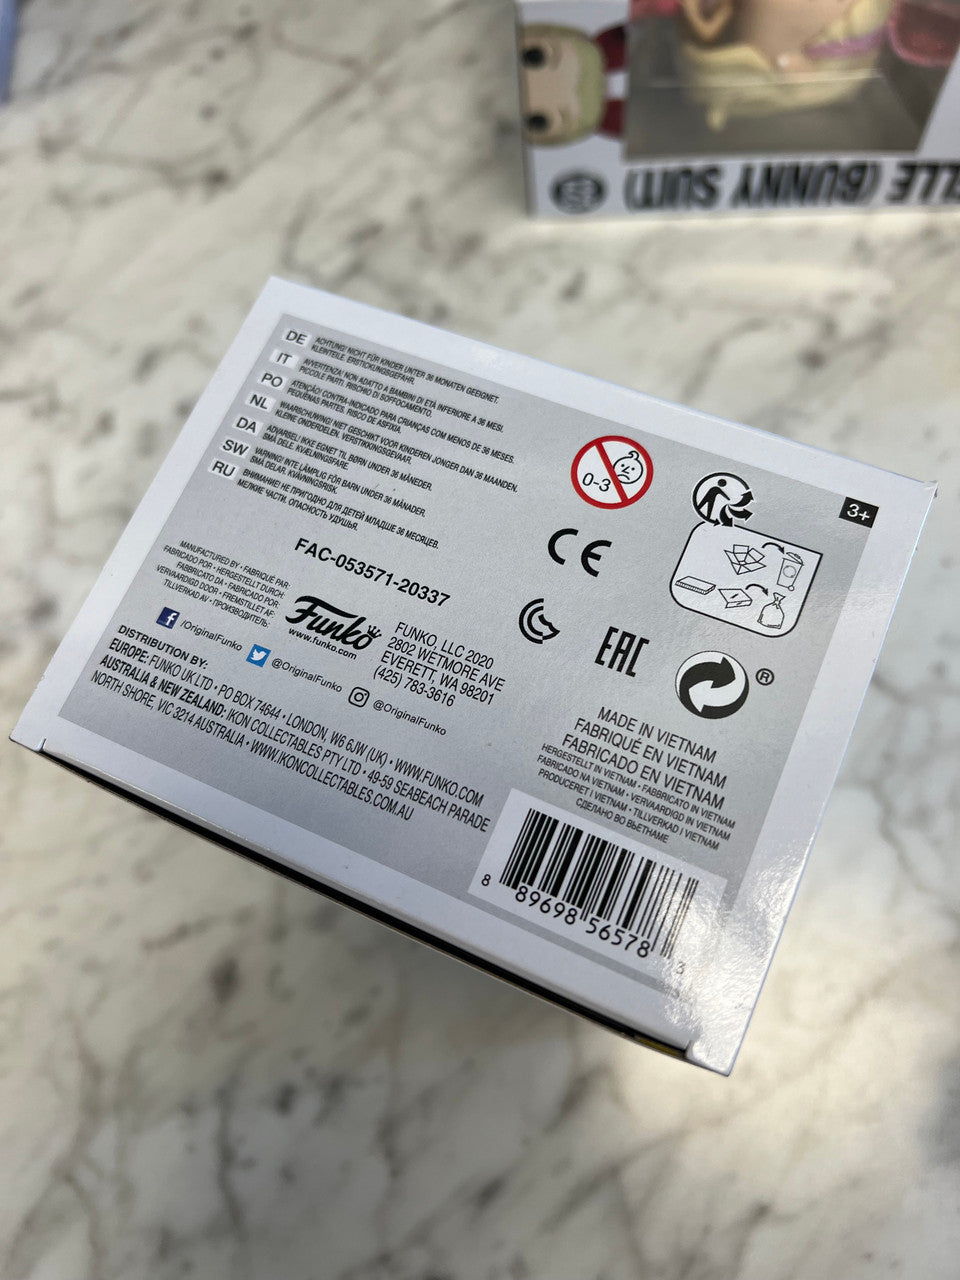 ELLE (BUNNY SUIT)
DE ACHTUNG! NICHT FÜR KINDER UNTER 36 MONATEN GEEIGNET.
KLEINTEILE. ERSTICKUNGSGEFAHR.
IT AVVERTENZA: NON ADATTO A BAMBINI DI ETÀ INFERIORE A 36 MESI.
PICCOLE PARTI. RISCHIO DI SOFFOCAMENTO.
PO ATENÇÃO! CONTRA-INDICADO PARA CRIANÇAS COM MENOS DE 36 MESES.
PEQUENAS PARTES. RISCO DE ASFIXIA.
NL WAARSCHUWING! NIET GESCHIKT VOOR KINDEREN JONGER DAN 36 MAANDEN.
KLEINE ONDERDELEN. VERSTIKKINGSGEVAAR.
DA ADVARSEL! IKKE EGNET TIL BØRN UNDER 36 MÅNEDER.
SMÅ DELE. KVÆLNINGSFARE.
SW VARNING! INTE LÄMPLIG FÖR BARN UNDER 36 MÅNADER.
SMÅ DELAR. KVÄVNINGSRISK.
RU ВНИМАНИЕ! НЕ ПРИГОДНО ДЛЯ ДЕТЕЙ МЛАДШЕ 36 МЕСЯЦЕВ.
МЕЛКИЕ ЧАСТИ. ОПАСНОСТЬ УДУШЬЯ.
0-3
3+
CE
FAC-053571-20337
EAC
®
MANUFACTURED BY • FABRIQUÉ PAR:
FABRICADO POR • HERGESTELLT DURCH:
FABBRICATO DA • FABRICADO POR:
VERVAARDIGD DOOR • FREMSTILLET AF:
TILLVERKAD AV • ПРОИЗВОДИТЕЛЬ:
Funko
www.funko.com
FUNKO, LLC 2020
2802 WETMORE AVE
EVERETT, WA 98201
(425) 783-3616
/OriginalFunko
@OriginalFunko
@OriginalFunko
DISTRIBUTION BY:
EUROPE: FUNKO UK LTD • PO BOX 74644 • LONDON, W6 6JW (UK) • WWW.FUNKO.COM
AUSTRALIA & NEW ZEALAND: IKON COLLECTABLES PTY LTD • 49-59 SEABEACH PARADE
NORTH SHORE, VIC 3214 AUSTRALIA • WWW.IKONCOLLECTABLES.COM.AU
MADE IN VIETNAM
FABRIQUÉ EN VIETNAM
FABRICADO EN VIETNAM
HERGESTELLT IN VIETNAM • FABBRICATO IN VIETNAM
FABRICADO NA VIETNAM • VERVAARDIGD IN VIETNAM
PRODUCERET I VIETNAM • TILLVERKAD I VIETNAM
СДЕЛАНО ВО ВЬЕТНАМЕ
8 89698 56578 3